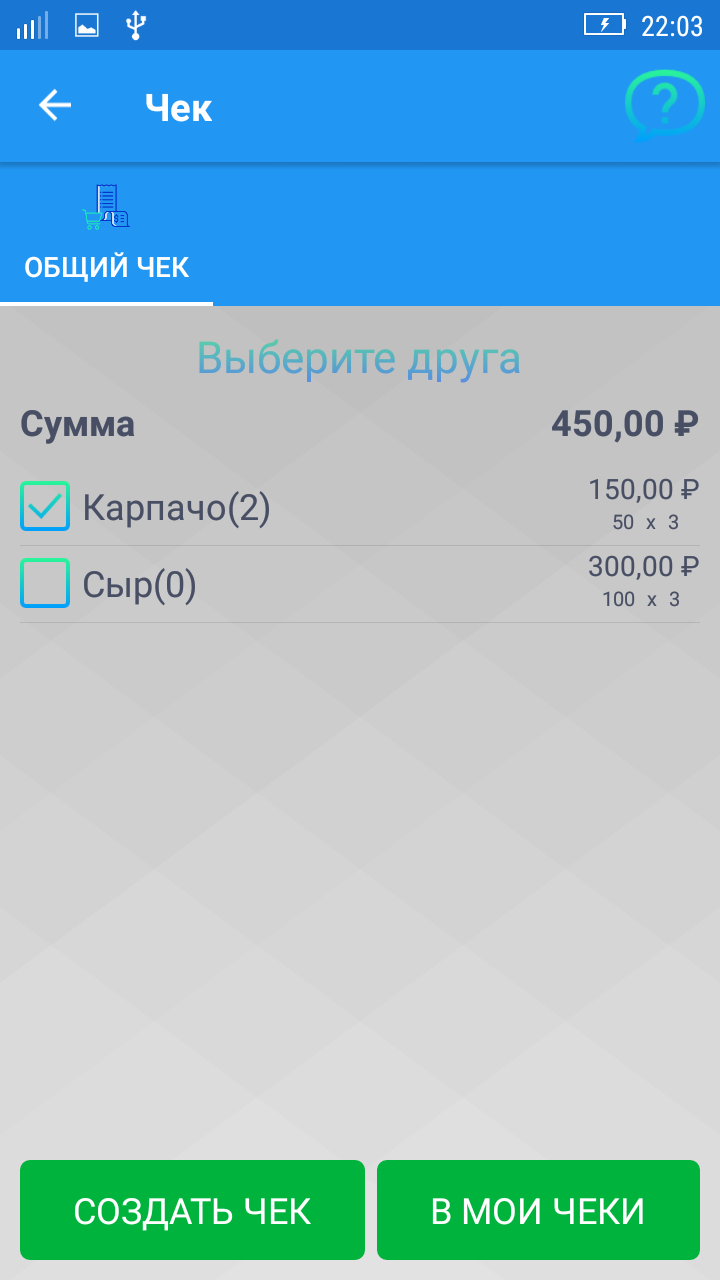 22:03
Чек
?
ОБЩИЙ ЧЕК
Выберите друга
Сумма 450,00 ₽
Карпачо(2) 150,00 ₽
50 x 3
Сыр(0) 300,00 ₽
100 x 3
СОЗДАТЬ ЧЕК В МОИ ЧЕКИ